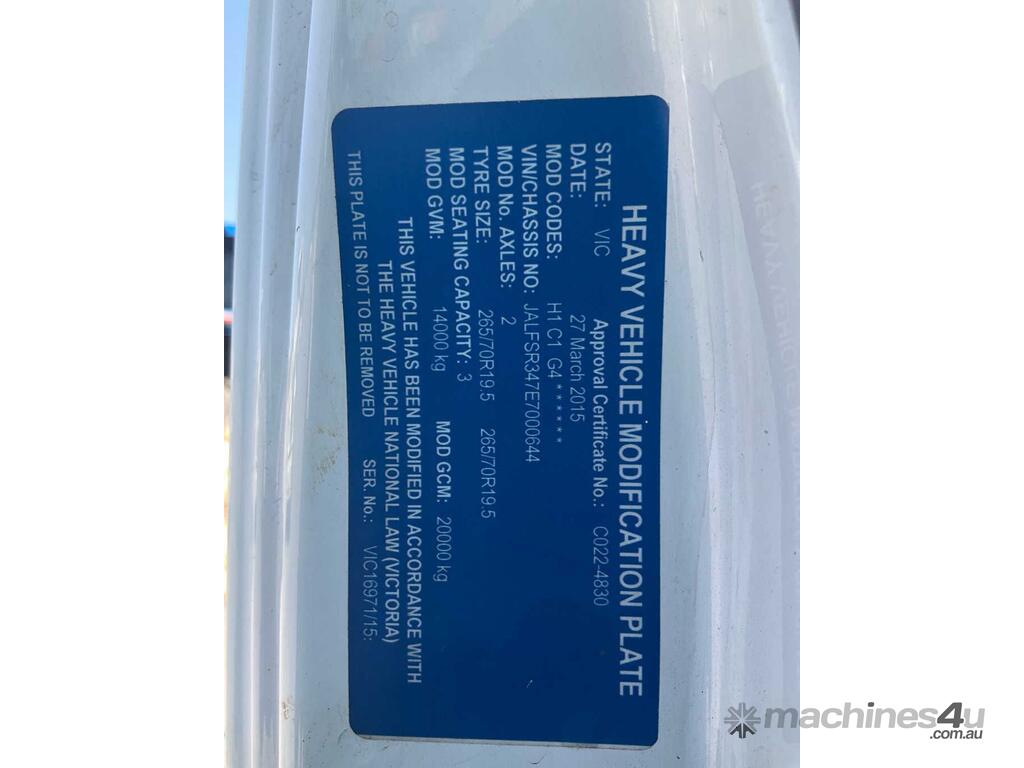 HEAVY VEHICLE MODIFICATION PLATE
STATE: VIC Approval Certificate No.: C022-4830
DATE: 27 March 2015
MOD CODES: H1 C1 G4 *******
VIN/CHASSIS NO: JALFSR347E7000644
MOD No. AXLES: 2
TYRE SIZE: 265/70R19.5 265/70R19.5
MOD SEATING CAPACITY: 3
MOD GVM: 14000 kg MOD GCM: 20000 kg
THIS VEHICLE HAS BEEN MODIFIED IN ACCORDANCE WITH
THE HEAVY VEHICLE NATIONAL LAW (VICTORIA)
THIS PLATE IS NOT TO BE REMOVED SER. No.: VIC16971/15:
machines4u
.com.au